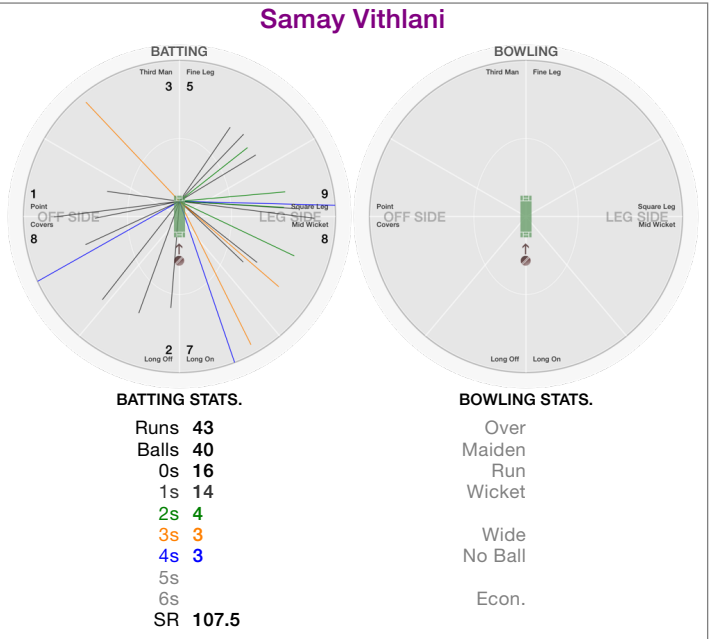 Samay Vithlani
BATTING
Third Man Fine Leg
3 5
1 9
Point Square Leg
OFF SIDE LEG SIDE
Covers Mid Wicket
8 8
2 7
Long Off Long On
BATTING STATS.
Runs 43
Balls 40
0s 16
1s 14
2s 4
3s 3
4s 3
5s
6s
SR 107.5
BOWLING
Third Man Fine Leg
Point Square Leg
OFF SIDE LEG SIDE
Covers Mid Wicket
Long Off Long On
BOWLING STATS.
Over
Maiden
Run
Wicket
Wide
No Ball
Econ.